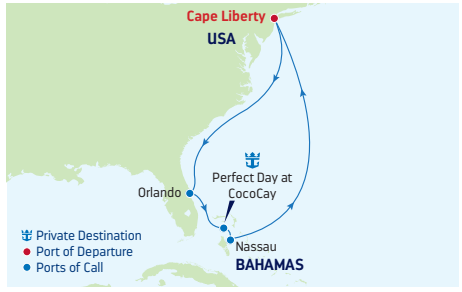 Cape Liberty
USA
Perfect Day at
CocoCay
Orlando
Nassau
BAHAMAS
Private Destination
Port of Departure
Ports of Call